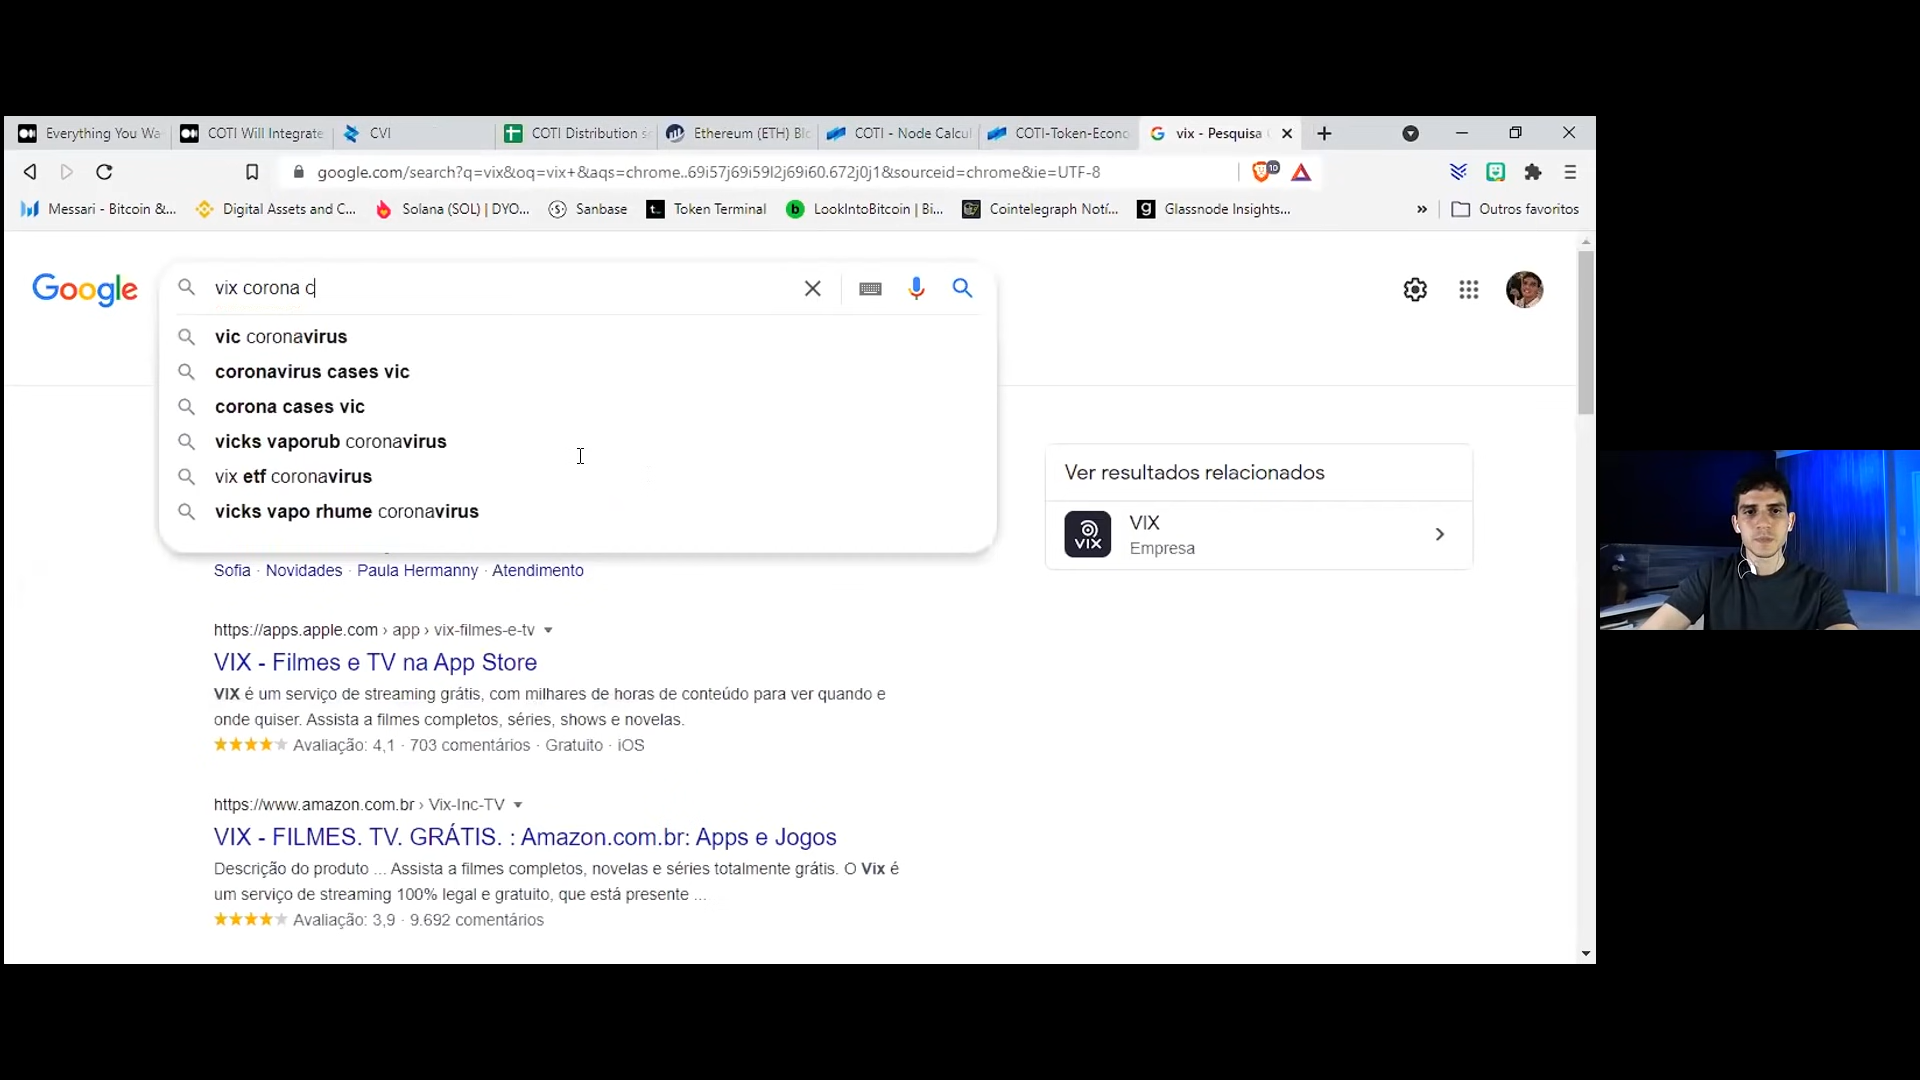 Everything You Wa
COTI Will Integrate
CVI
COTI Distribution s
Ethereum (ETH) Blo
COTI - Node Calcul
COTI-Token-Econo
vix - Pesquisa
google.com/search?q=vix&oq=vix+&aqs=chrome..69i57j69i59l2j69i60.672j0j1&sourceid=chrome&ie=UTF-8
10
Messari - Bitcoin &...
Digital Assets and C...
Solana (SOL) | DYO...
Sanbase
Token Terminal
LookIntoBitcoin | Bi...
Cointelegraph Notí...
Glassnode Insights...
Outros favoritos
Google
vix corona c
vic coronavirus
coronavirus cases vic
corona cases vic
vicks vaporub coronavirus
vix etf coronavirus
vicks vapo rhume coronavirus
Sofia · Novidades · Paula Hermanny · Atendimento
https://apps.apple.com › app › vix-filmes-e-tv
VIX - Filmes e TV na App Store
VIX é um serviço de streaming grátis, com milhares de horas de conteúdo para ver quando e
onde quiser. Assista a filmes completos, séries, shows e novelas.
Avaliação: 4,1 · 703 comentários · Gratuito · iOS
https://www.amazon.com.br › Vix-Inc-TV
VIX - FILMES. TV. GRÁTIS. : Amazon.com.br: Apps e Jogos
Descrição do produto ... Assista a filmes completos, novelas e séries totalmente grátis. O Vix é
um serviço de streaming 100% legal e gratuito, que está presente ...
Avaliação: 3,9 · 9.692 comentários
Ver resultados relacionados
VIX
VIX
Empresa